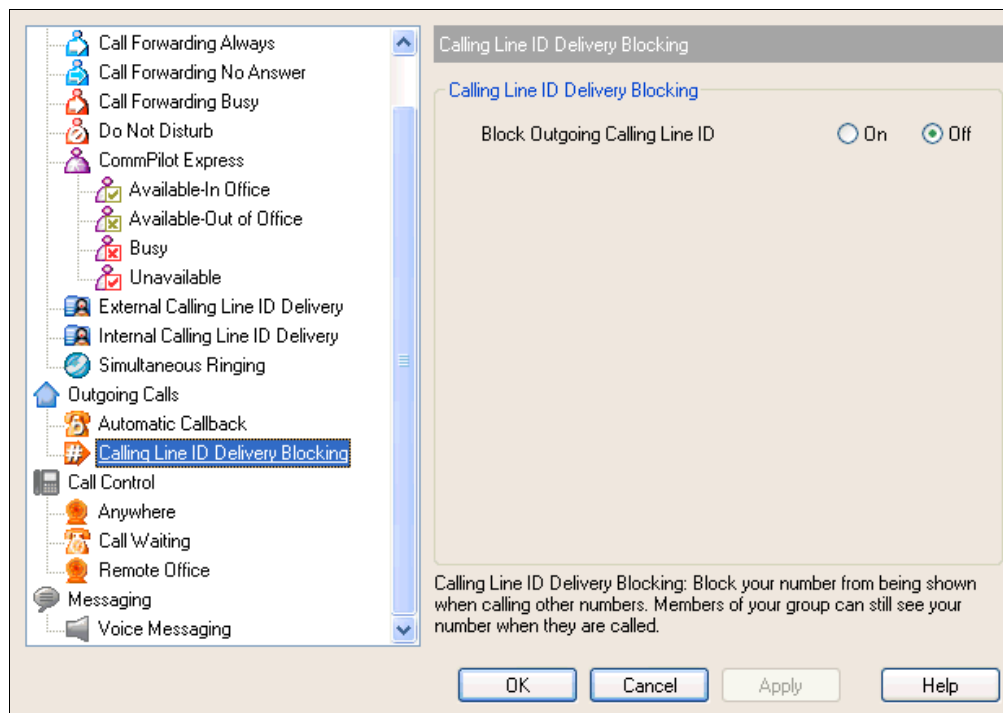 Call Forwarding Always
Call Forwarding No Answer
Call Forwarding Busy
Do Not Disturb
CommPilot Express
Available-In Office
Available-Out of Office
Busy
Unavailable
External Calling Line ID Delivery
Internal Calling Line ID Delivery
Simultaneous Ringing
Outgoing Calls
Automatic Callback
Calling Line ID Delivery Blocking
Call Control
Anywhere
Call Waiting
Remote Office
Messaging
Voice Messaging
Calling Line ID Delivery Blocking
Calling Line ID Delivery Blocking
Block Outgoing Calling Line ID On Off
Calling Line ID Delivery Blocking: Block your number from being shown
when calling other numbers. Members of your group can still see your
number when they are called.
OK Cancel Apply Help